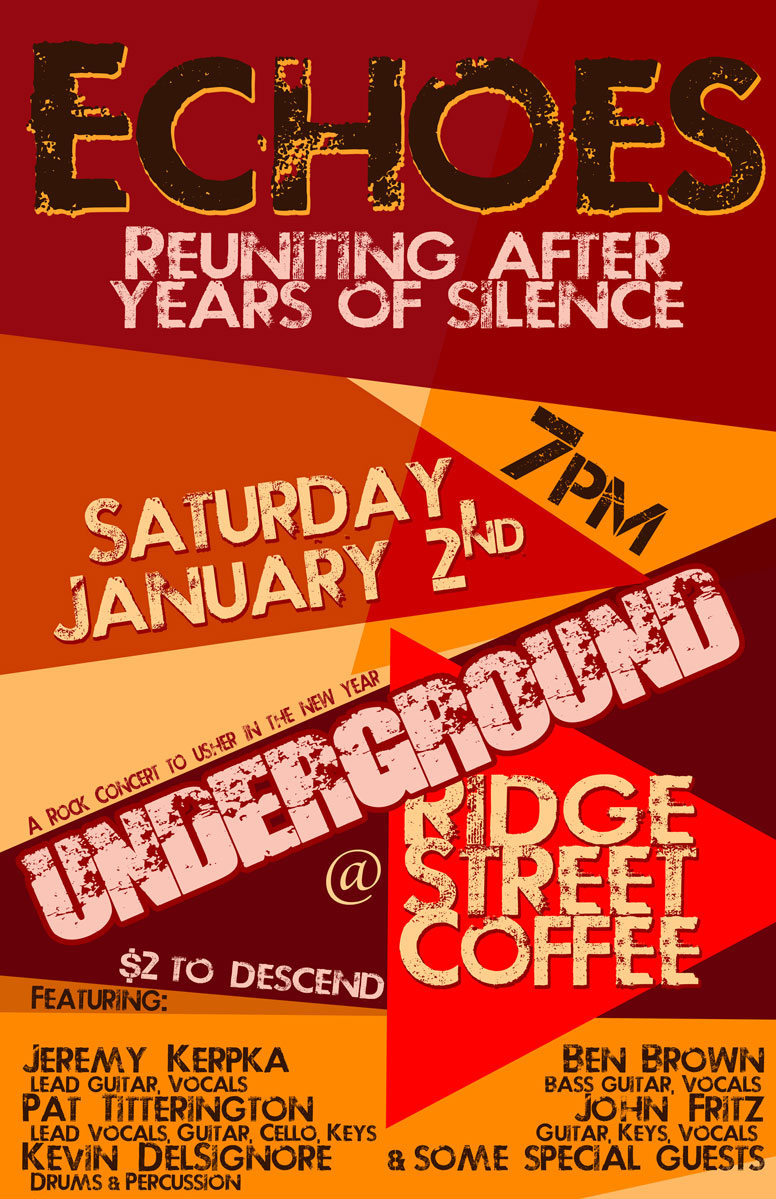 Echoes
Reuniting after
years of silence
7pm
Saturday,
January 2nd
A Rock Concert to usher in the New Year
Underground
@ Ridge
Street
Coffee
$2 to descend
Featuring:
Jeremy Kerpka
lead guitar, vocals
Pat Titterington
lead vocals, Guitar, Cello, Keys
Kevin DelSignore
Drums & Percussion
Ben Brown
bass guitar, vocals
John Fritz
Guitar, Keys, vocals
& some special guests